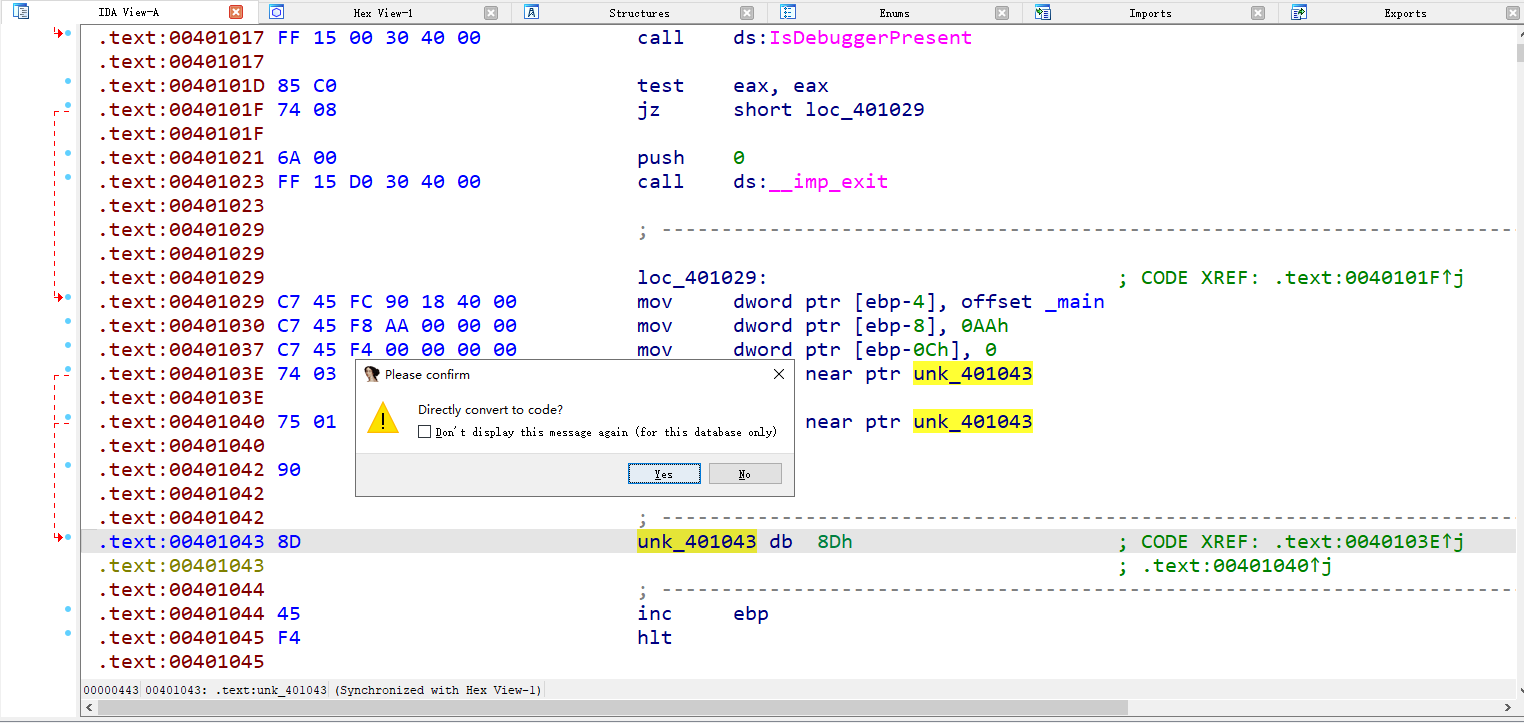 IDA View-A Hex View-1 Structures Enums Imports Exports
.text:00401017 FF 15 00 30 40 00 call ds:IsDebuggerPresent
.text:00401017
.text:0040101D 85 C0 test eax, eax
.text:0040101F 74 08 jz short loc_401029
.text:0040101F
.text:00401021 6A 00 push 0
.text:00401023 FF 15 D0 30 40 00 call ds:__imp_exit
.text:00401023
.text:00401029 ; ---------------------------------------------------------------------------
.text:00401029
.text:00401029 loc_401029: ; CODE XREF: .text:0040101F↑j
.text:00401029 C7 45 FC 90 18 40 00 mov dword ptr [ebp-4], offset _main
.text:00401030 C7 45 F8 AA 00 00 00 mov dword ptr [ebp-8], 0AAh
.text:00401037 C7 45 F4 00 00 00 00 mov dword ptr [ebp-0Ch], 0
.text:0040103E 74 03 near ptr unk_401043
.text:0040103E
.text:00401040 75 01 near ptr unk_401043
.text:00401040
.text:00401042 90
.text:00401042
.text:00401042 ; ---------------------------------------------------------------------------
.text:00401043 8D unk_401043 db 8Dh ; CODE XREF: .text:0040103E↑j
.text:00401043 ; .text:00401040↑j
.text:00401044 ; ---------------------------------------------------------------------------
.text:00401044 45 inc ebp
.text:00401045 F4 hlt
.text:00401045
Please confirm
Directly convert to code?
Don't display this message again (for this database only)
Yes No
00000443 00401043: .text:unk_401043 (Synchronized with Hex View-1)